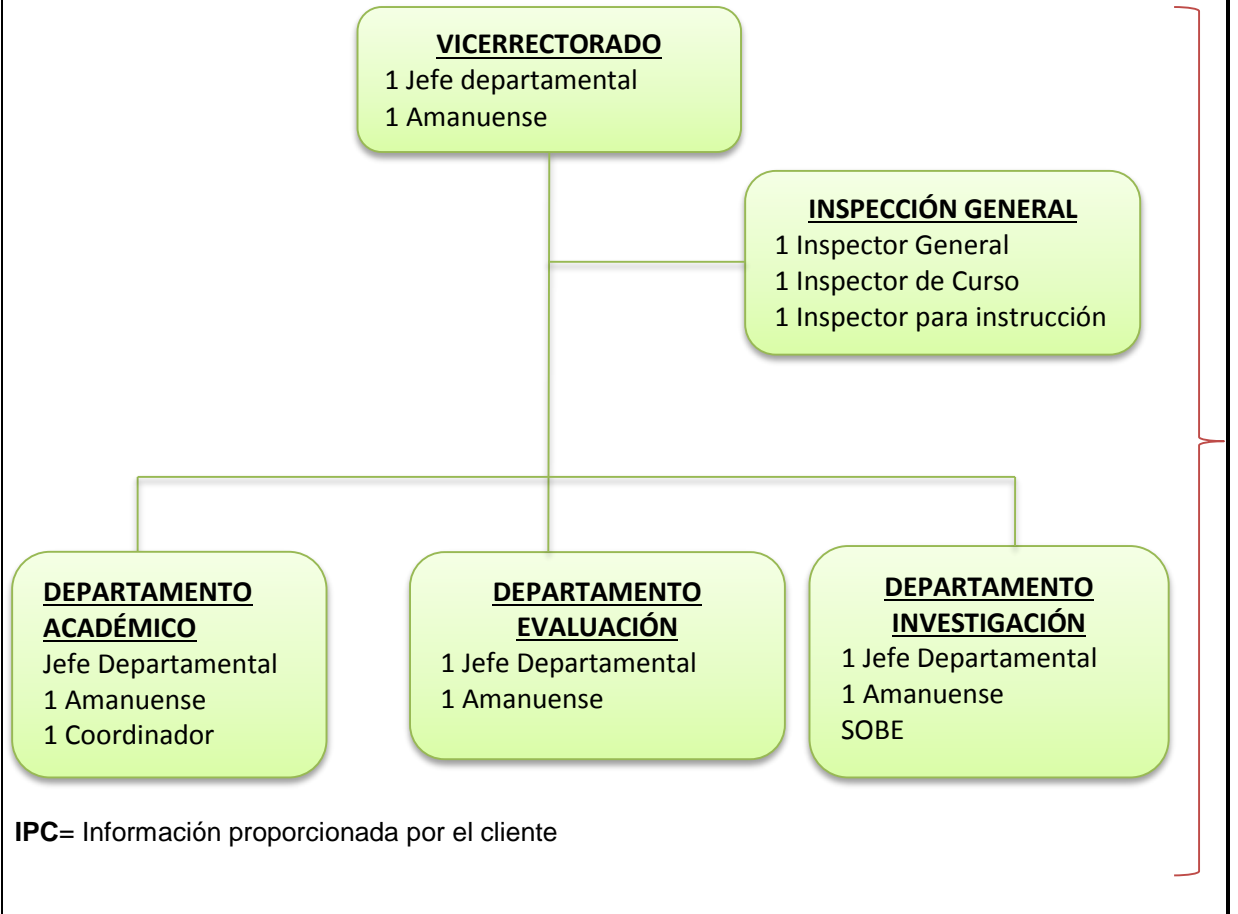 VICERRECTORADO
1 Jefe departamental
1 Amanuense
INSPECCIÓN GENERAL
1 Inspector General
1 Inspector de Curso
1 Inspector para instrucción
DEPARTAMENTO
ACADÉMICO
Jefe Departamental
1 Amanuense
1 Coordinador
DEPARTAMENTO
EVALUACIÓN
1 Jefe Departamental
1 Amanuense
DEPARTAMENTO
INVESTIGACIÓN
1 Jefe Departamental
1 Amanuense
SOBE
IPC= Información proporcionada por el cliente